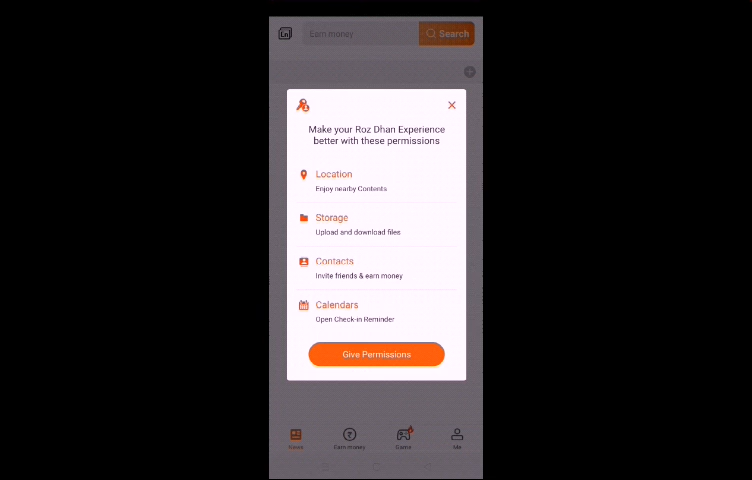 En
Earn money
Search
Make your Roz Dhan Experience
better with these permissions
Location
Enjoy nearby Contents
Storage
Upload and download files
Contacts
Invite friends & earn money
Calendars
Open Check-in Reminder
Give Permissions
News
Earn money
Game
Me